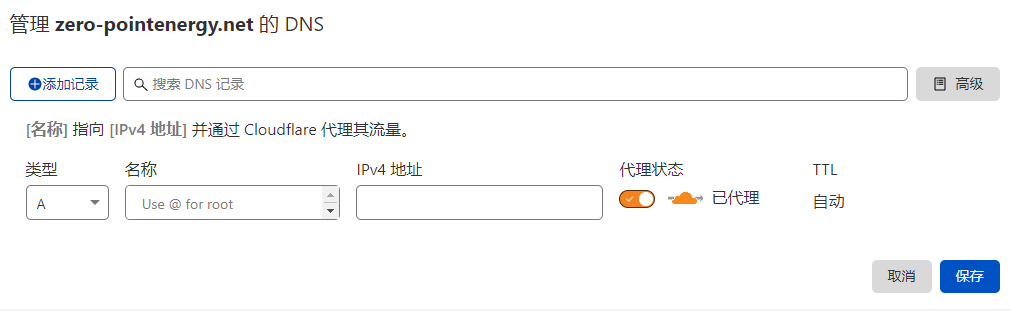 管理 zero-pointenergy.net 的 DNS
添加记录
搜索 DNS 记录
高级
[名称] 指向 [IPv4 地址] 并通过 Cloudflare 代理其流量。
类型 名称 IPv4 地址 代理状态 TTL
A Use @ for root 已代理 自动
取消 保存